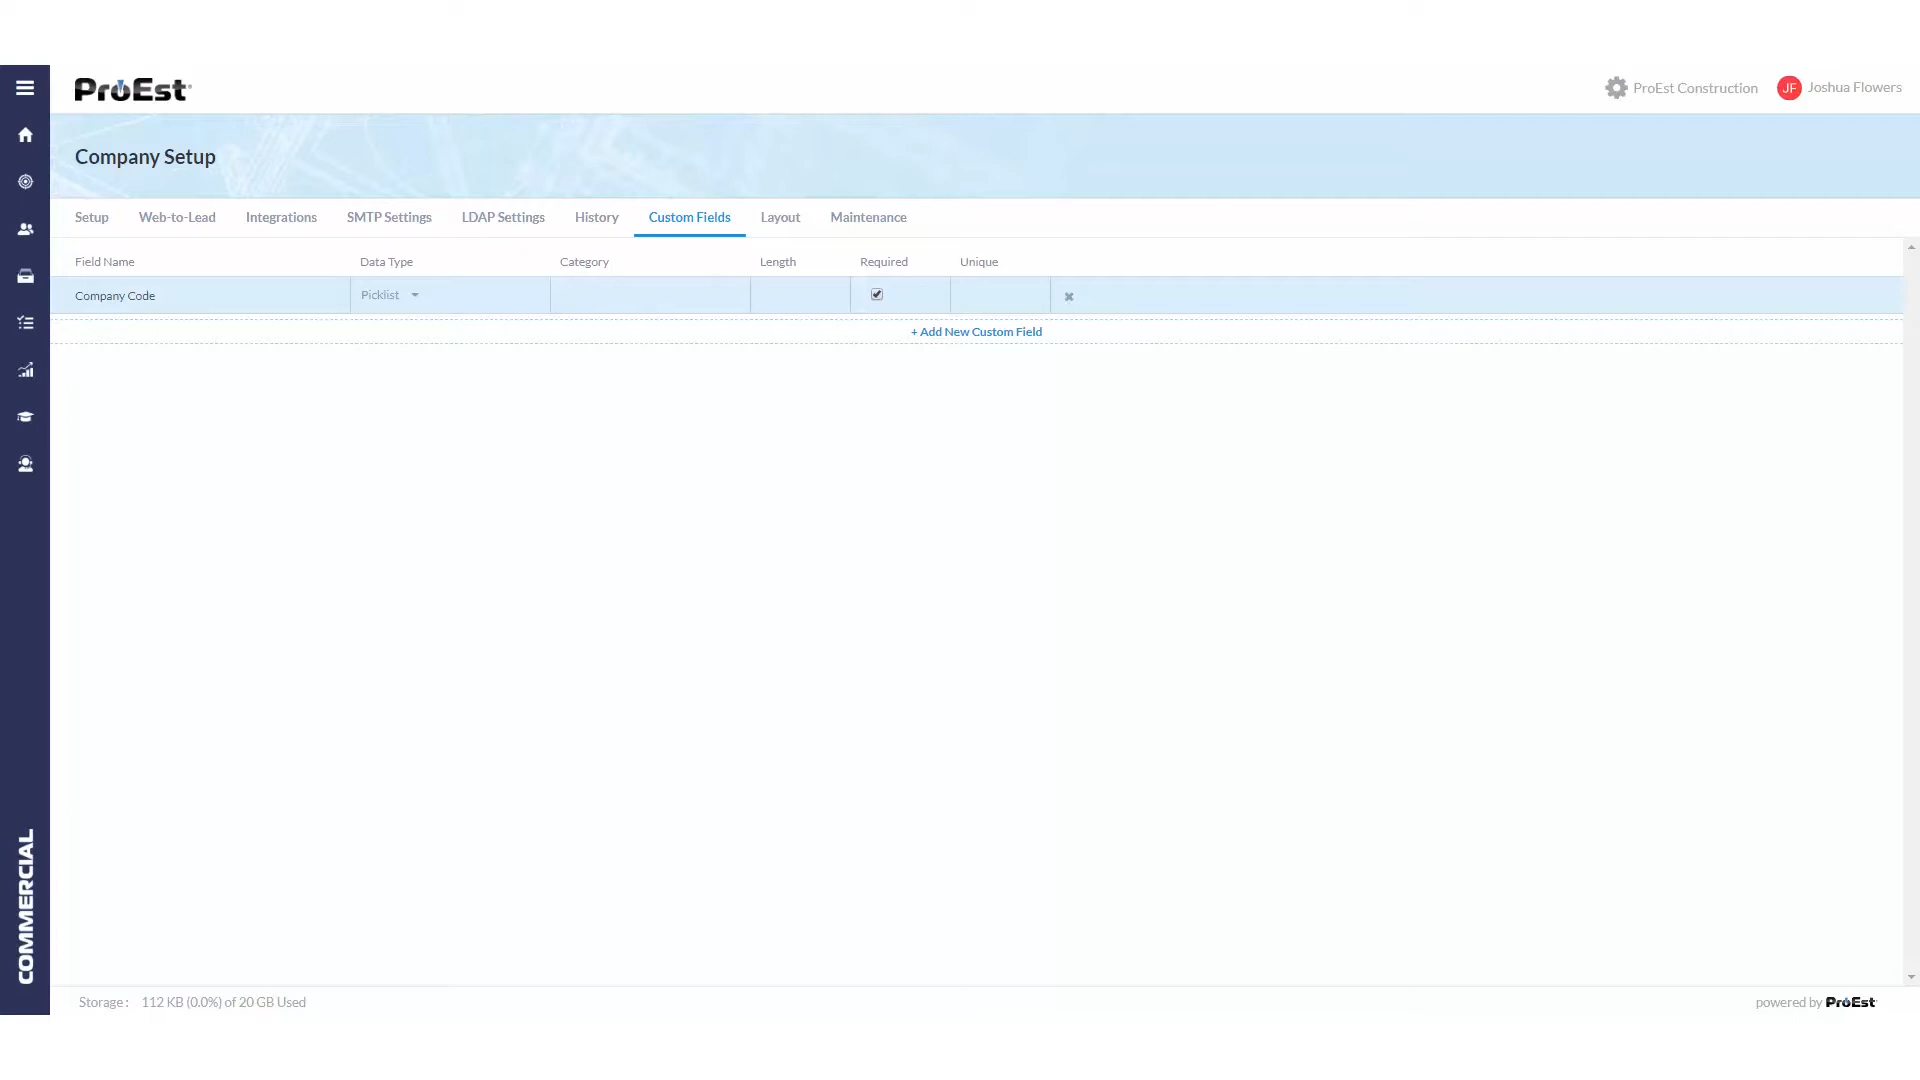 ProEst
ProEst Construction
JF Joshua Flowers
Company Setup
Setup Web-to-Lead Integrations SMTP Settings LDAP Settings History Custom Fields Layout Maintenance
Field Name Data Type Category Length Required Unique
Company Code Picklist
+ Add New Custom Field
COMMERCIAL
Storage : 112 KB (0.0%) of 20 GB Used
powered by ProEst